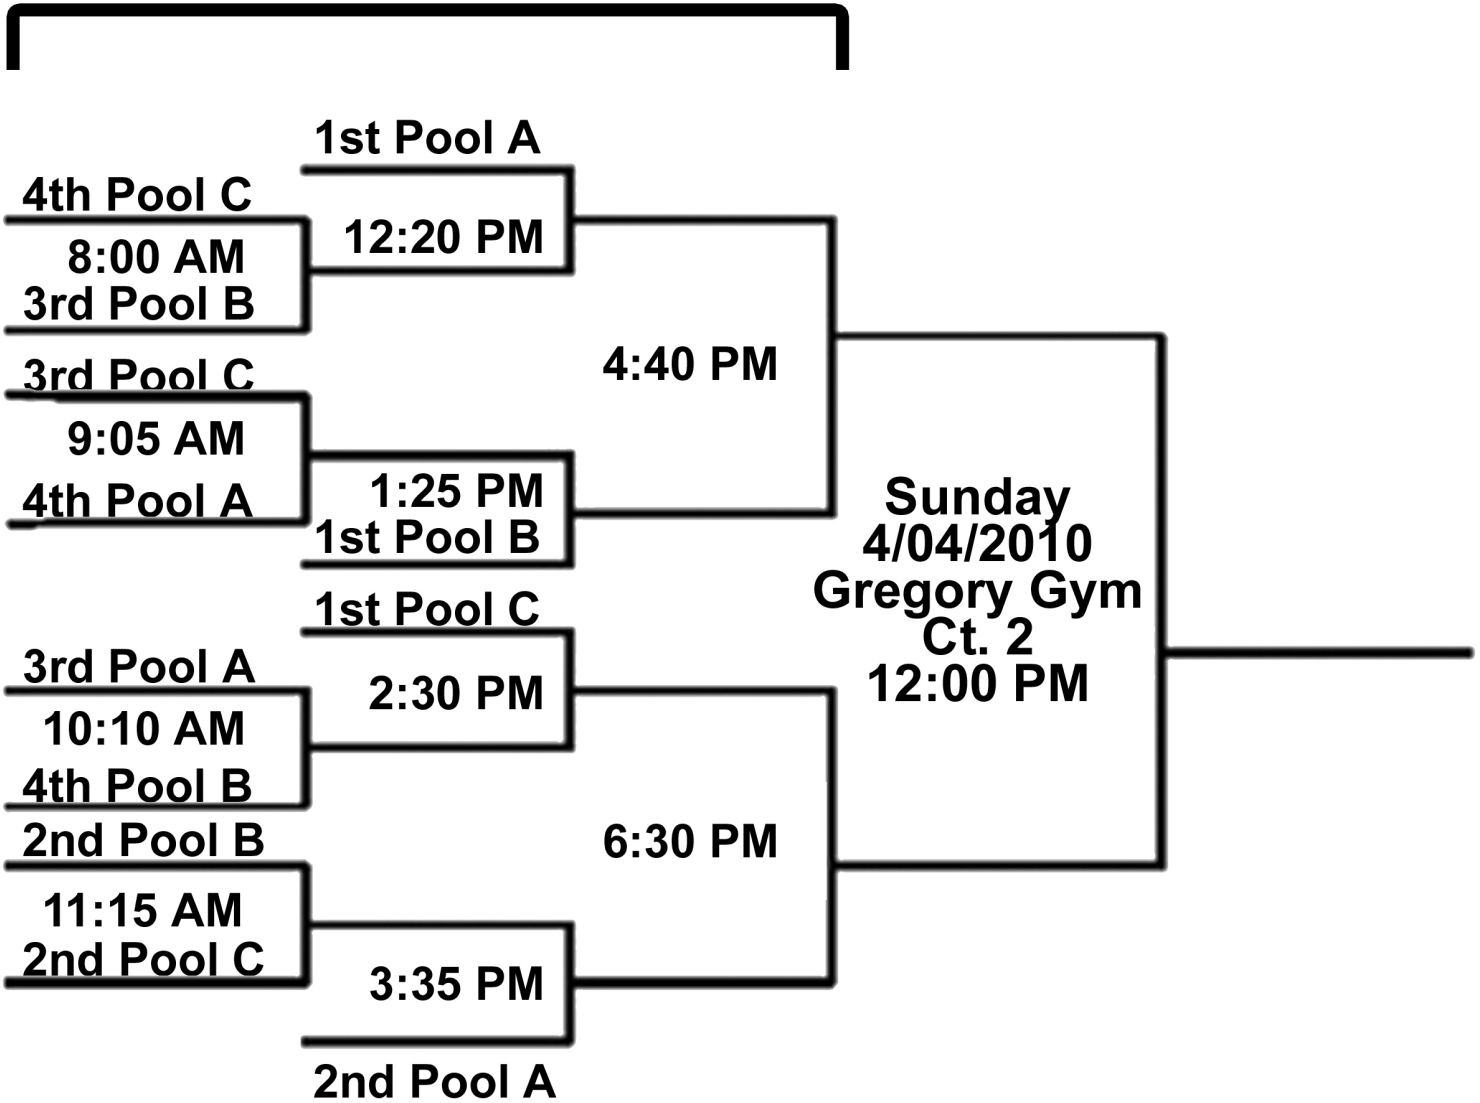 1st Pool A
4th Pool C
12:20 PM
8:00 AM
3rd Pool B
4:40 PM
3rd Pool C
9:05 AM
1:25 PM
4th Pool A
1st Pool B
Sunday
4/04/2010
Gregory Gym
Ct. 2
12:00 PM
1st Pool C
3rd Pool A
2:30 PM
10:10 AM
4th Pool B
2nd Pool B
6:30 PM
11:15 AM
2nd Pool C
3:35 PM
2nd Pool A